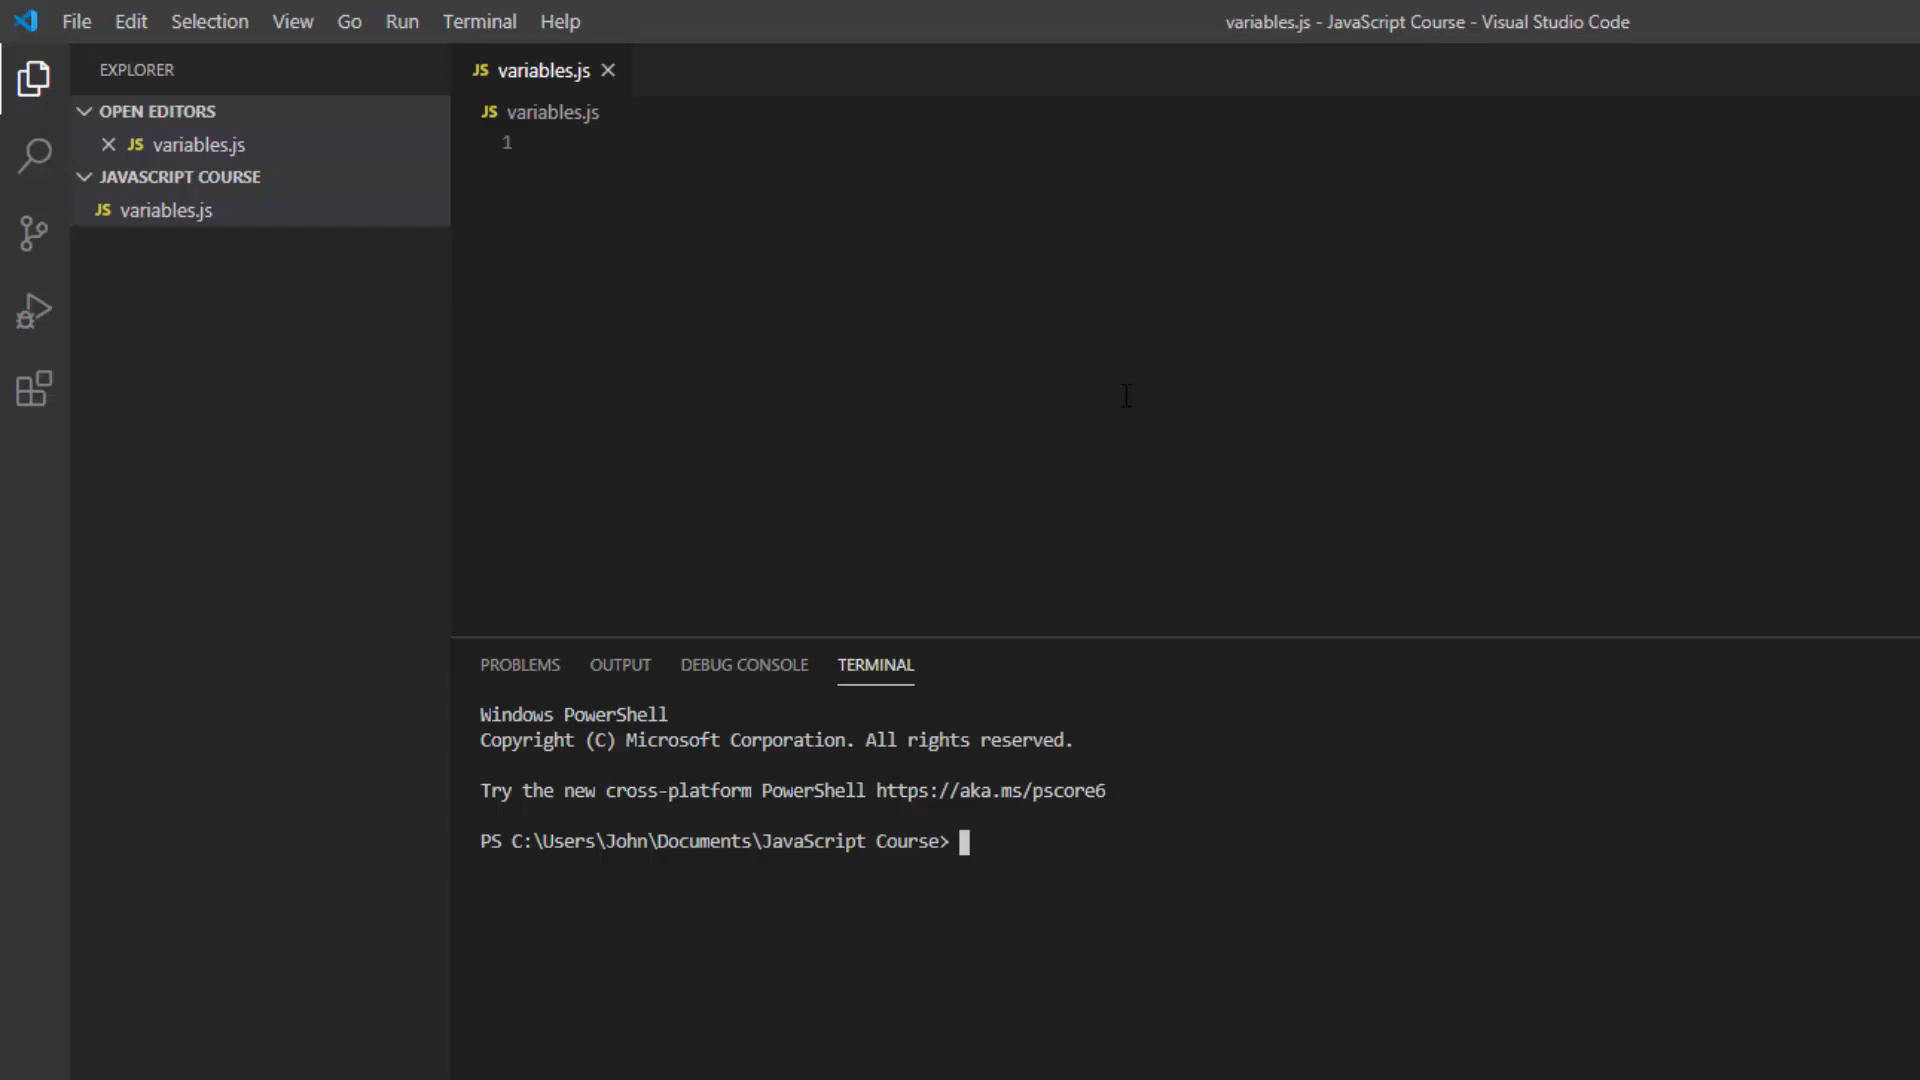 File Edit Selection View Go Run Terminal Help
variables.js - JavaScript Course - Visual Studio Code
EXPLORER
OPEN EDITORS
JS variables.js
JAVASCRIPT COURSE
JS variables.js
JS variables.js
JS variables.js
1
PROBLEMS OUTPUT DEBUG CONSOLE TERMINAL
Windows PowerShell
Copyright (C) Microsoft Corporation. All rights reserved.
Try the new cross-platform PowerShell https://aka.ms/pscore6
PS C:\Users\John\Documents\JavaScript Course>